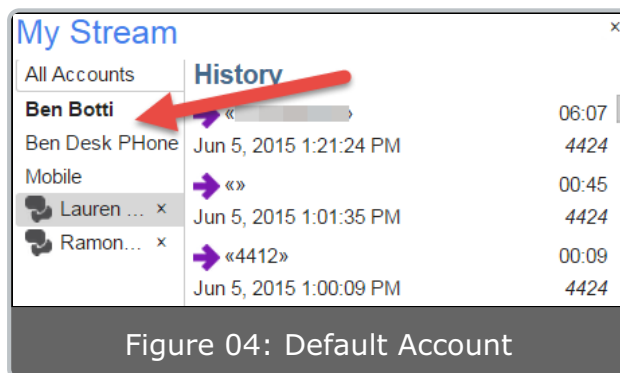 My Stream ×
All Accounts
Ben Botti
Ben Desk PHone
Mobile
Lauren ... ×
Ramon... ×
History
« » 06:07
Jun 5, 2015 1:21:24 PM 4424
«» 00:45
Jun 5, 2015 1:01:35 PM 4424
«4412» 00:09
Jun 5, 2015 1:00:09 PM 4424
Figure 04: Default Account